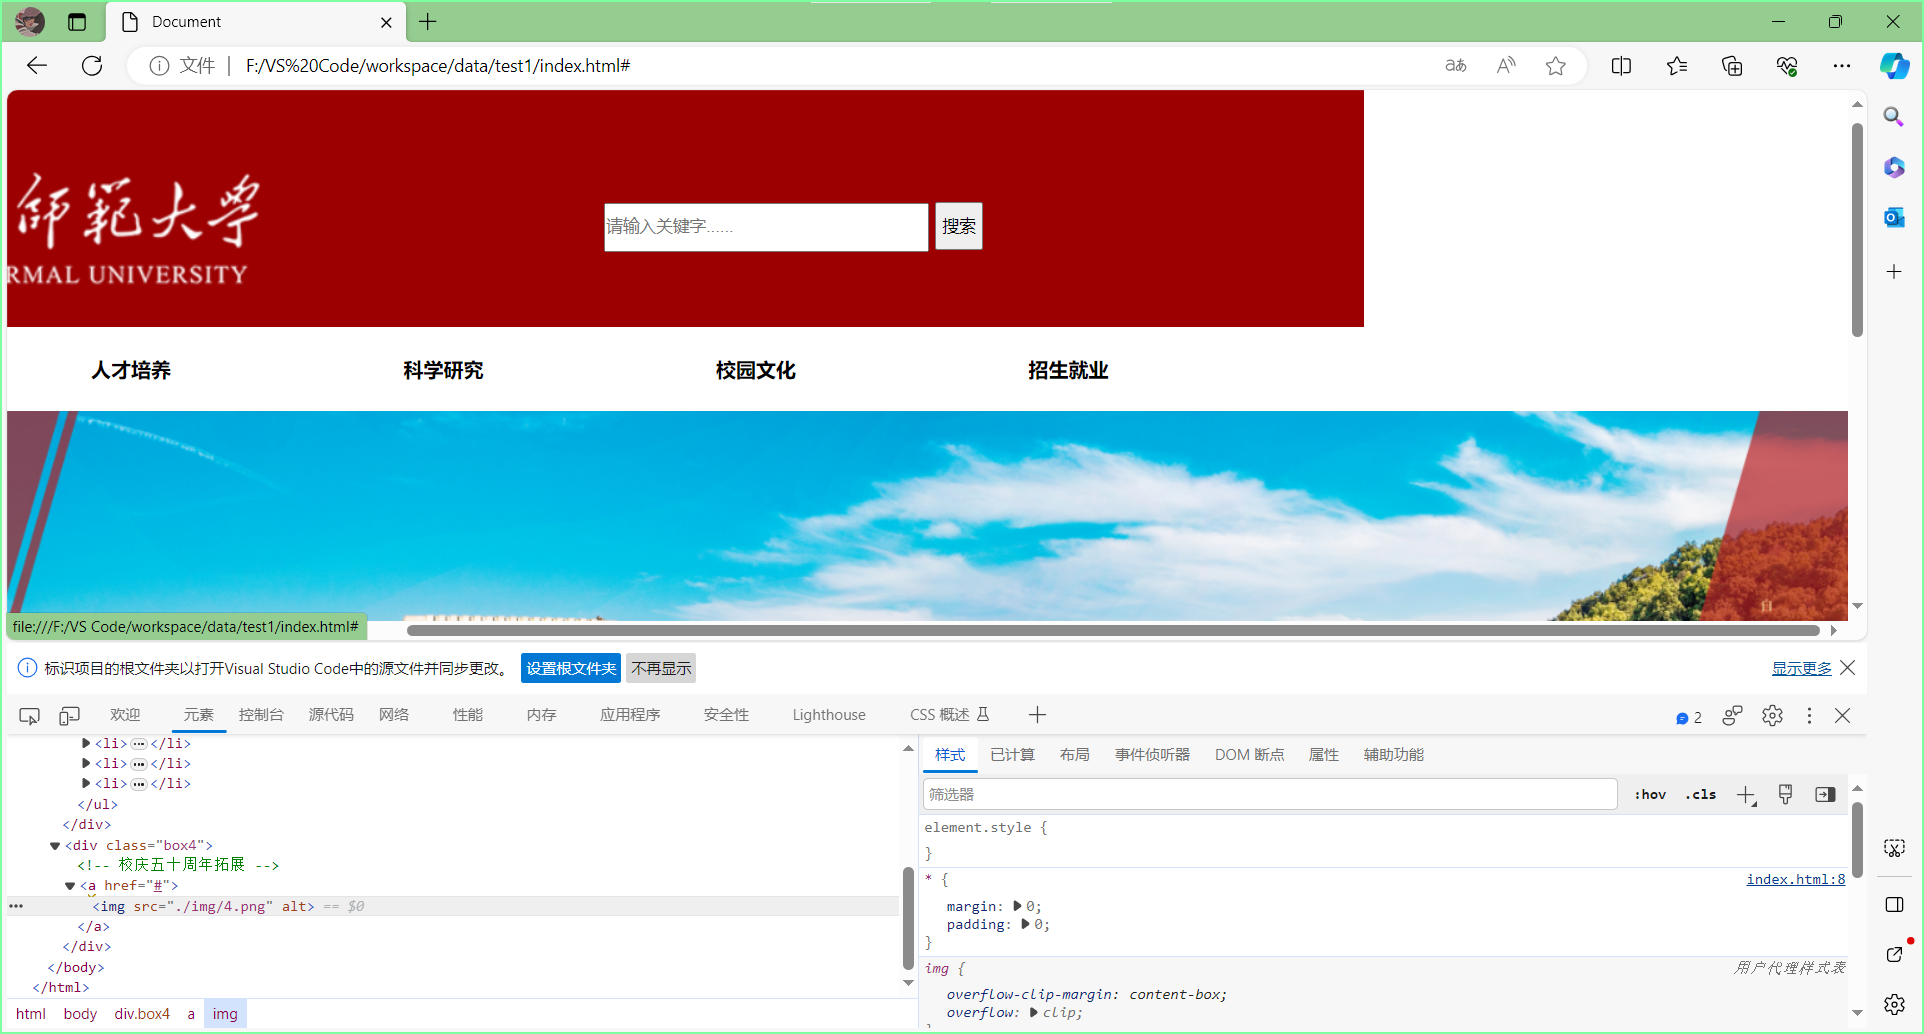 Document
文件
F:/VS%20Code/workspace/data/test1/index.html#
aあ
師範大學
RMAL UNIVERSITY
请输入关键字......
搜索
人才培养 科学研究 校园文化 招生就业
file:///F:/VS Code/workspace/data/test1/index.html#
标识项目的根文件夹以打开Visual Studio Code中的源文件并同步更改。 设置根文件夹 不再显示 显示更多
欢迎 元素 控制台 源代码 网络 性能 内存 应用程序 安全性 Lighthouse CSS 概述 2
<li>…</li>
<li>…</li>
<li>…</li>
</ul>
</div>
<div class="box4">
<!-- 校庆五十周年拓展 -->
<a href="#">
<img src="./img/4.png" alt> == $0
</a>
</div>
</body>
</html>
html body div.box4 a img
样式 已计算 布局 事件侦听器 DOM 断点 属性 辅助功能
筛选器 :hov .cls
element.style {
}
* { index.html:8
margin: 0;
padding: 0;
}
img { 用户代理样式表
overflow-clip-margin: content-box;
overflow: clip;